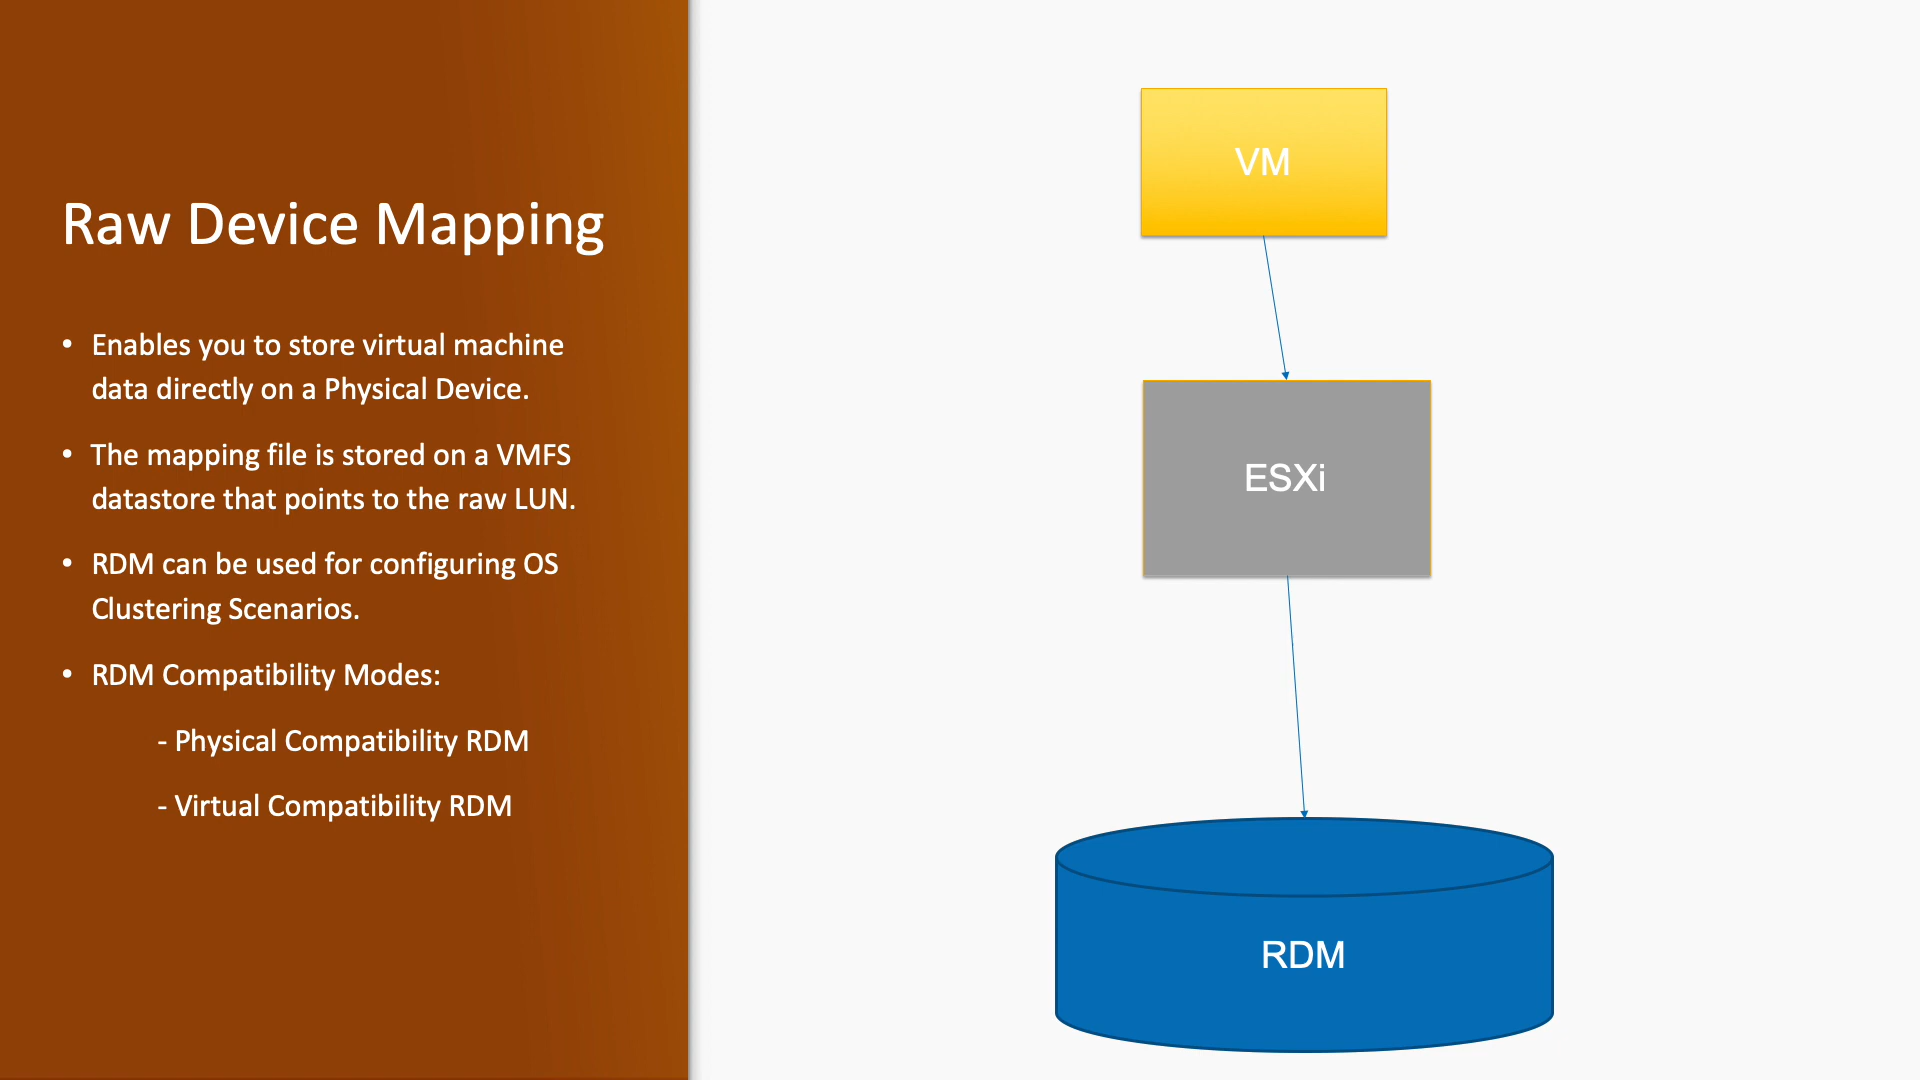 Raw Device Mapping
• Enables you to store virtual machine
data directly on a Physical Device.
• The mapping file is stored on a VMFS
datastore that points to the raw LUN.
• RDM can be used for configuring OS
Clustering Scenarios.
• RDM Compatibility Modes:
- Physical Compatibility RDM
- Virtual Compatibility RDM
VM
ESXi
RDM